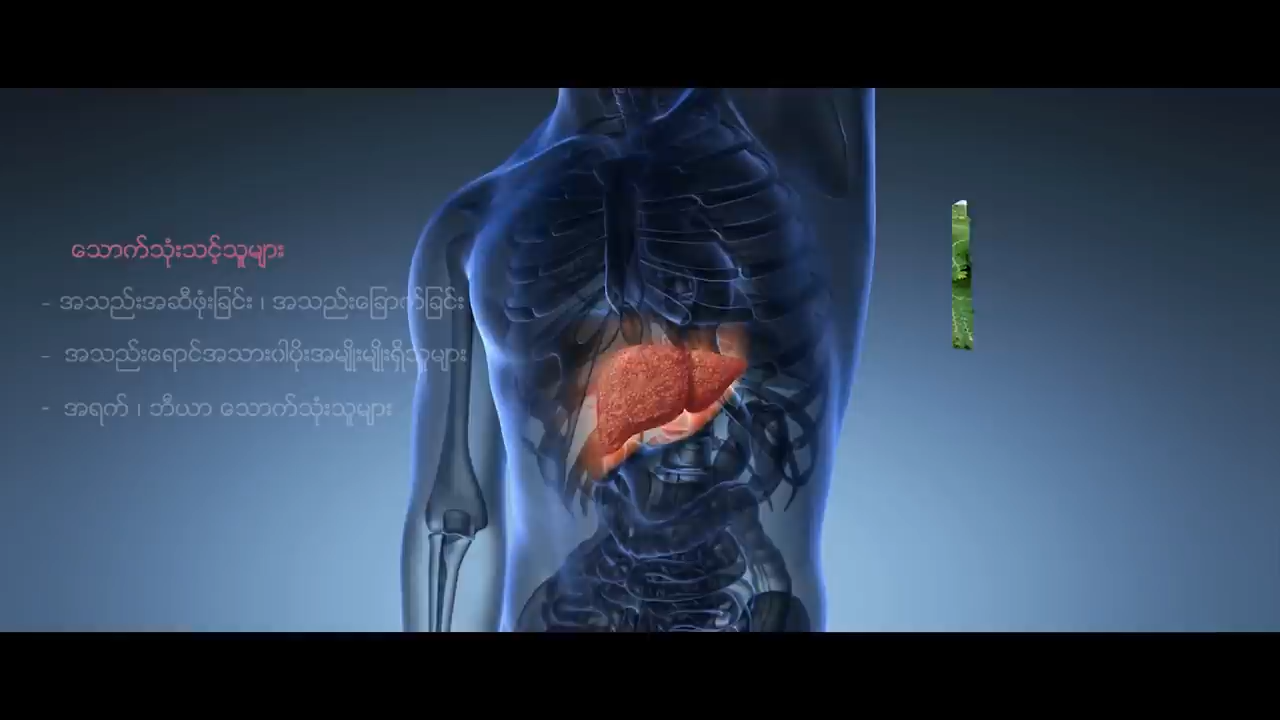 သောက်သုံးသင့်သူများ
- အသည်းအဆီဖုံးခြင်း ၊ အသည်းခြောက်ခြင်း
- အသည်းရောင်အသားဝါပိုးအမျိုးမျိုးရှိသူများ
- အရက် ၊ ဘီယာ သောက်သုံးသူများ